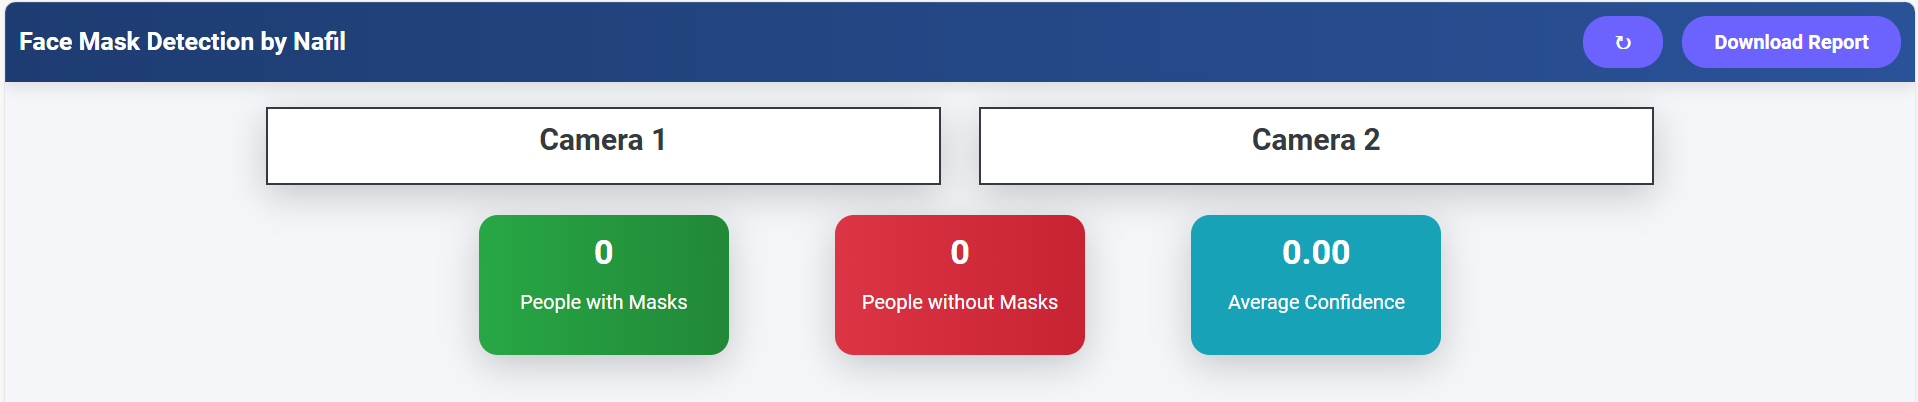 Face Mask Detection by Nafil
↻
Download Report
Camera 1
Camera 2
0
People with Masks
0
People without Masks
0.00
Average Confidence